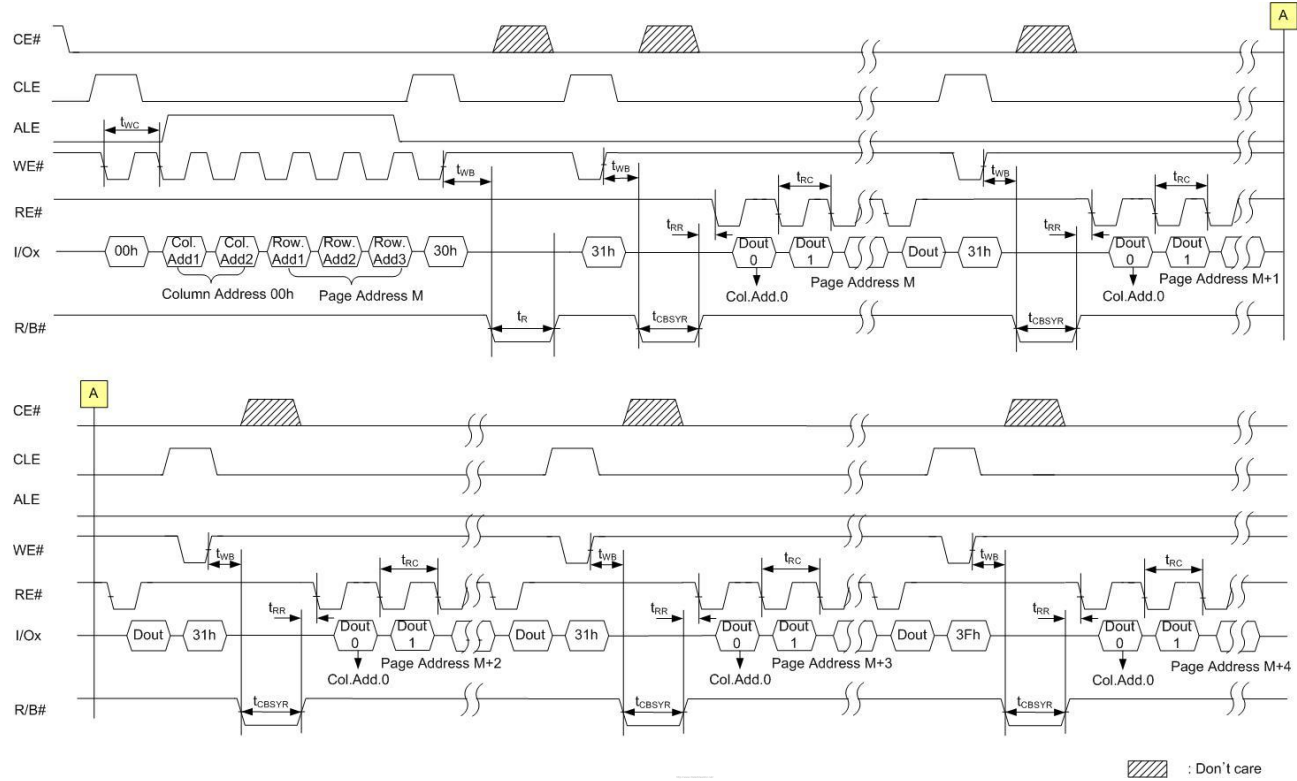 A
CE#
CLE
ALE
tWC
WE#
tWB
tWB
tWB
RE#
tRC
tRC
tRR
tRR
I/Ox
00h
Col. Add1
Col. Add2
Row. Add1
Row. Add2
Row. Add3
30h
31h
Dout 0
Dout 1
Dout
31h
Dout 0
Dout 1
Column Address 00h
Page Address M
Col.Add.0
Page Address M
Col.Add.0
Page Address M+1
R/B#
tR
tCBSYR
tCBSYR
A
CE#
CLE
ALE
WE#
tWB
tWB
tWB
RE#
tRC
tRC
tRC
tRR
tRR
tRR
I/Ox
Dout
31h
Dout 0
Dout 1
Dout
31h
Dout 0
Dout 1
Dout
3Fh
Dout 0
Dout 1
Col.Add.0
Page Address M+2
Col.Add.0
Page Address M+3
Col.Add.0
Page Address M+4
R/B#
tCBSYR
tCBSYR
tCBSYR
: Don`t care